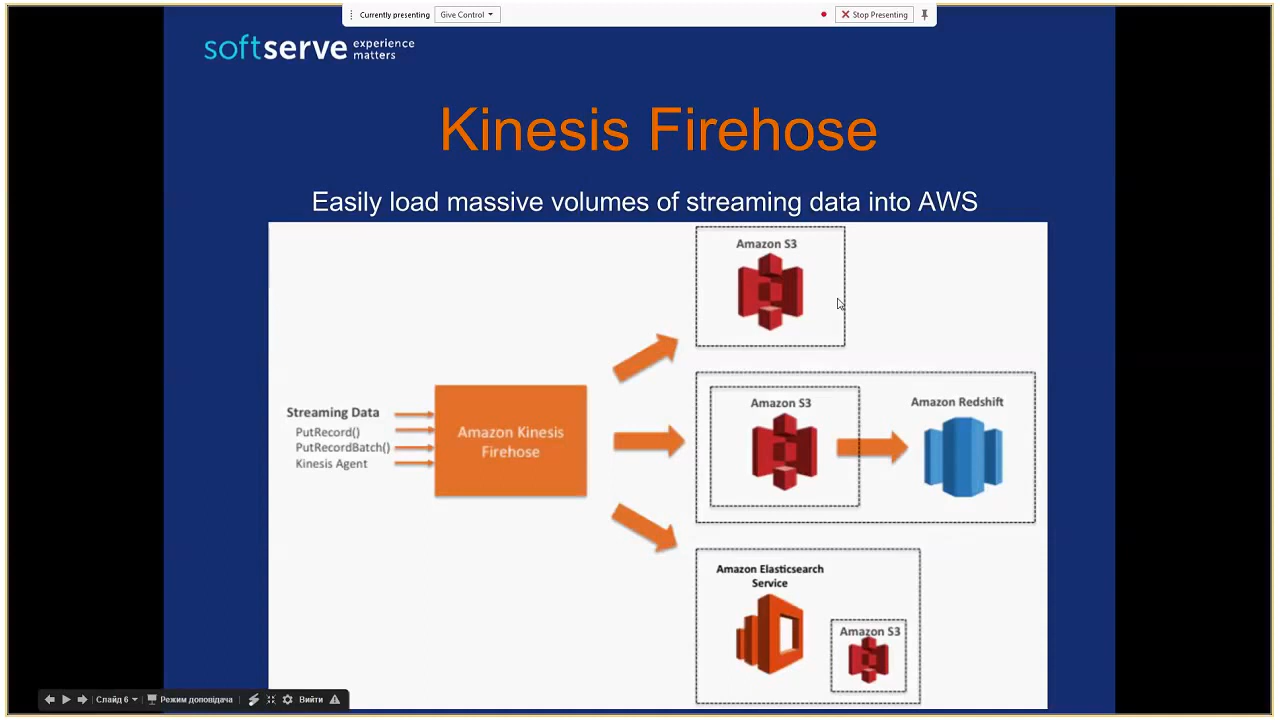 Currently presenting
Give Control
Stop Presenting
softserve experience matters
Kinesis Firehose
Easily load massive volumes of streaming data into AWS
Amazon S3
Streaming Data
PutRecord()
PutRecordBatch()
Kinesis Agent
Amazon Kinesis
Firehose
Amazon S3
Amazon Redshift
Amazon Elasticsearch
Service
Amazon S3
Слайд 6
Режим доповідача
Вийти